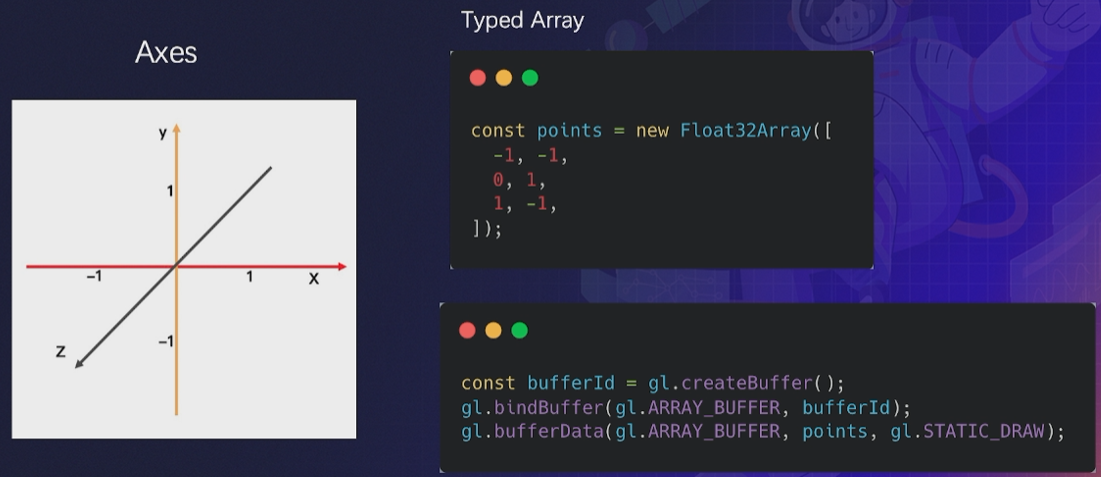 Axes
y
1
-1
1
X
-1
Z
Typed Array
const points = new Float32Array([
-1, -1,
0, 1,
1, -1,
]);
const bufferId = gl.createBuffer();
gl.bindBuffer(gl.ARRAY_BUFFER, bufferId);
gl.bufferData(gl.ARRAY_BUFFER, points, gl.STATIC_DRAW);